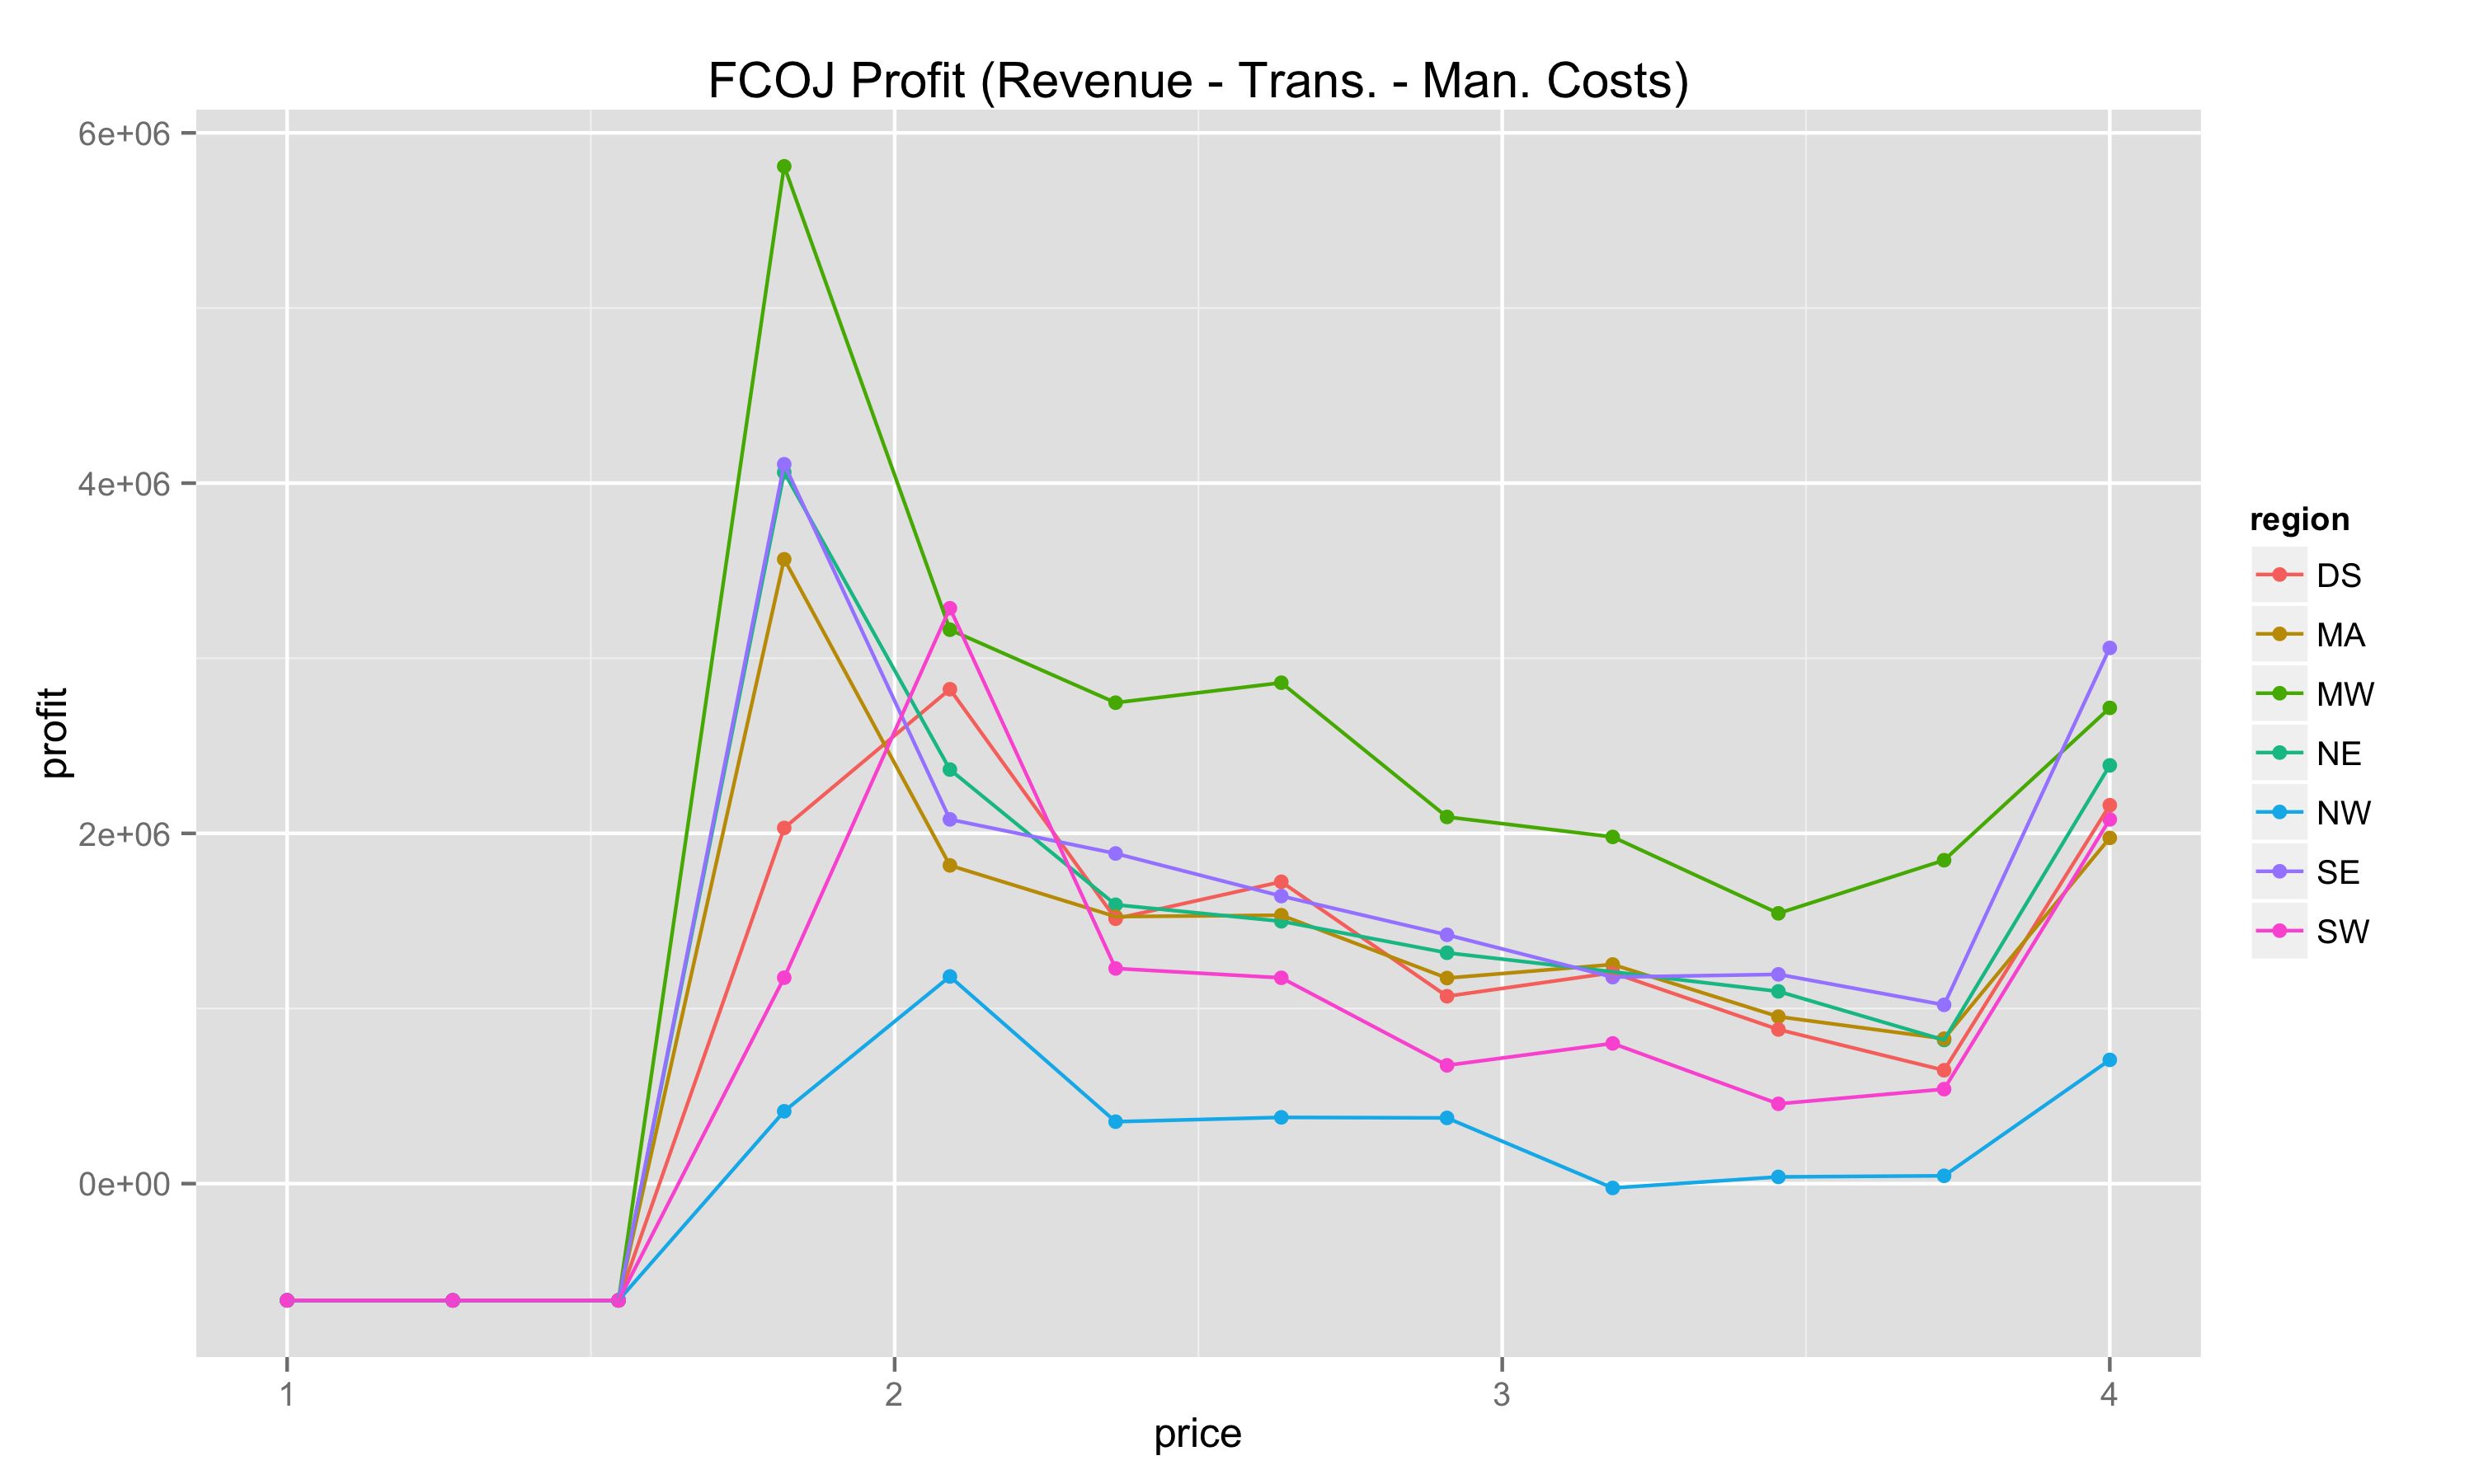 FCOJ Profit (Revenue - Trans. - Man. Costs)
6e+06
4e+06
2e+06
0e+00
profit
1 2 3 4
price
region
DS
MA
MW
NE
NW
SE
SW